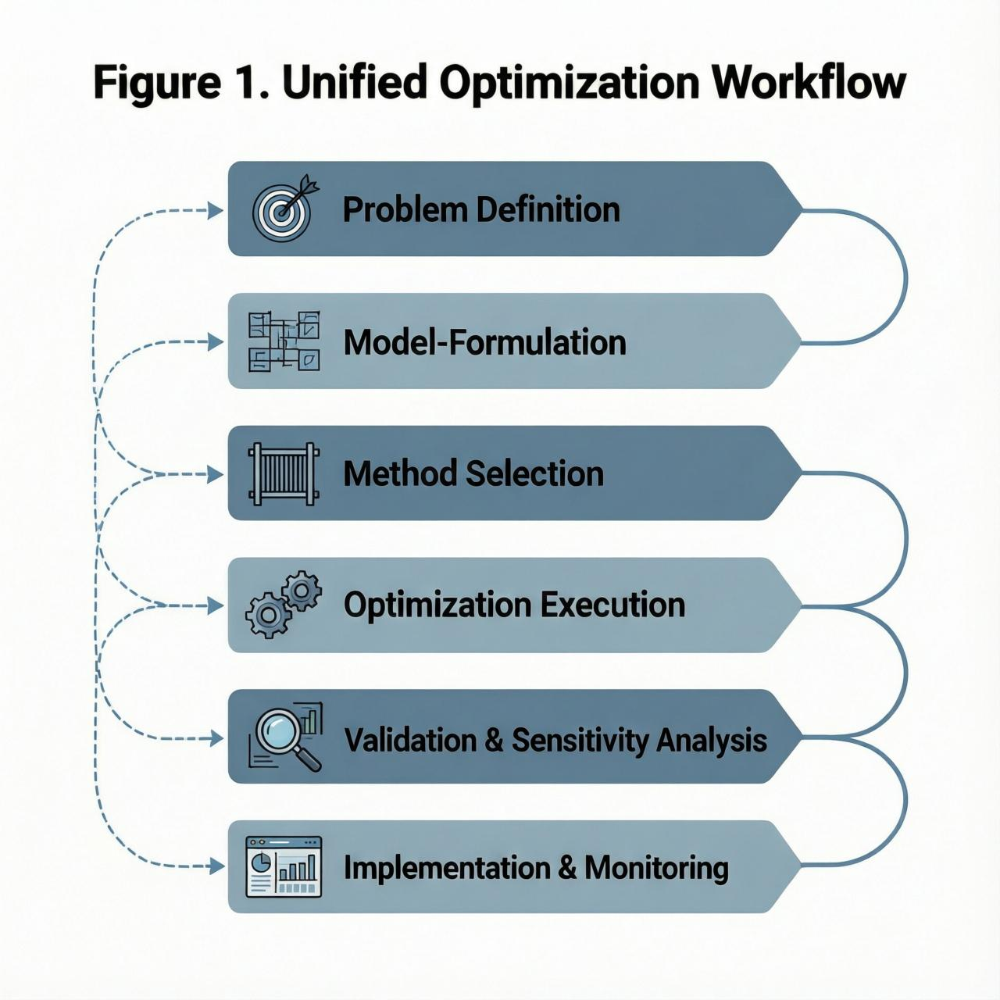 Figure 1. Unified Optimization Workflow
Problem Definition
Model-Formulation
Method Selection
Optimization Execution
Validation & Sensitivity Analysis
Implementation & Monitoring